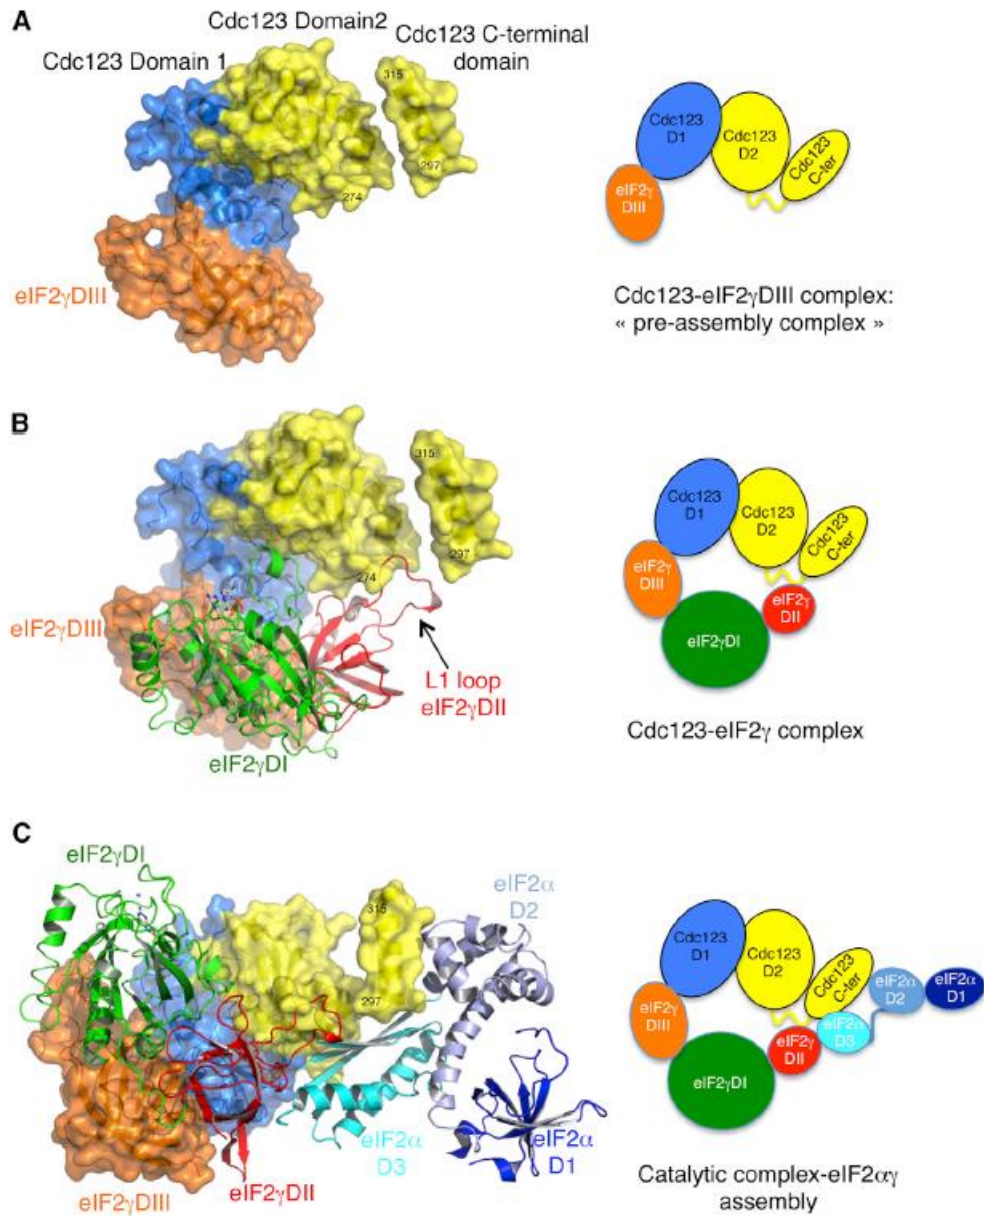 A
Cdc123 Domain2
Cdc123 Domain 1
Cdc123 C-terminal
domain
315
297
274
eIF2γDIII
Cdc123
D1
Cdc123
D2
Cdc123
C-ter
eIF2γ
DIII
Cdc123-eIF2γDIII complex:
« pre-assembly complex »
B
315
297
274
eIF2γDIII
L1 loop
eIF2γDII
eIF2γDI
Cdc123
D1
Cdc123
D2
Cdc123
C-ter
eIF2γ
DIII
eIF2γ
DII
eIF2γDI
Cdc123-eIF2γ complex
C
eIF2γDI
315
eIF2α
D2
297
eIF2α
D3
eIF2α
D1
eIF2γDIII
eIF2γDII
Cdc123
D1
Cdc123
D2
Cdc123
C-ter
eIF2α
D2
eIF2α
D1
eIF2γ
DIII
eIF2α
D3
eIF2γ
DII
eIF2γDI
Catalytic complex-eIF2αγ
assembly